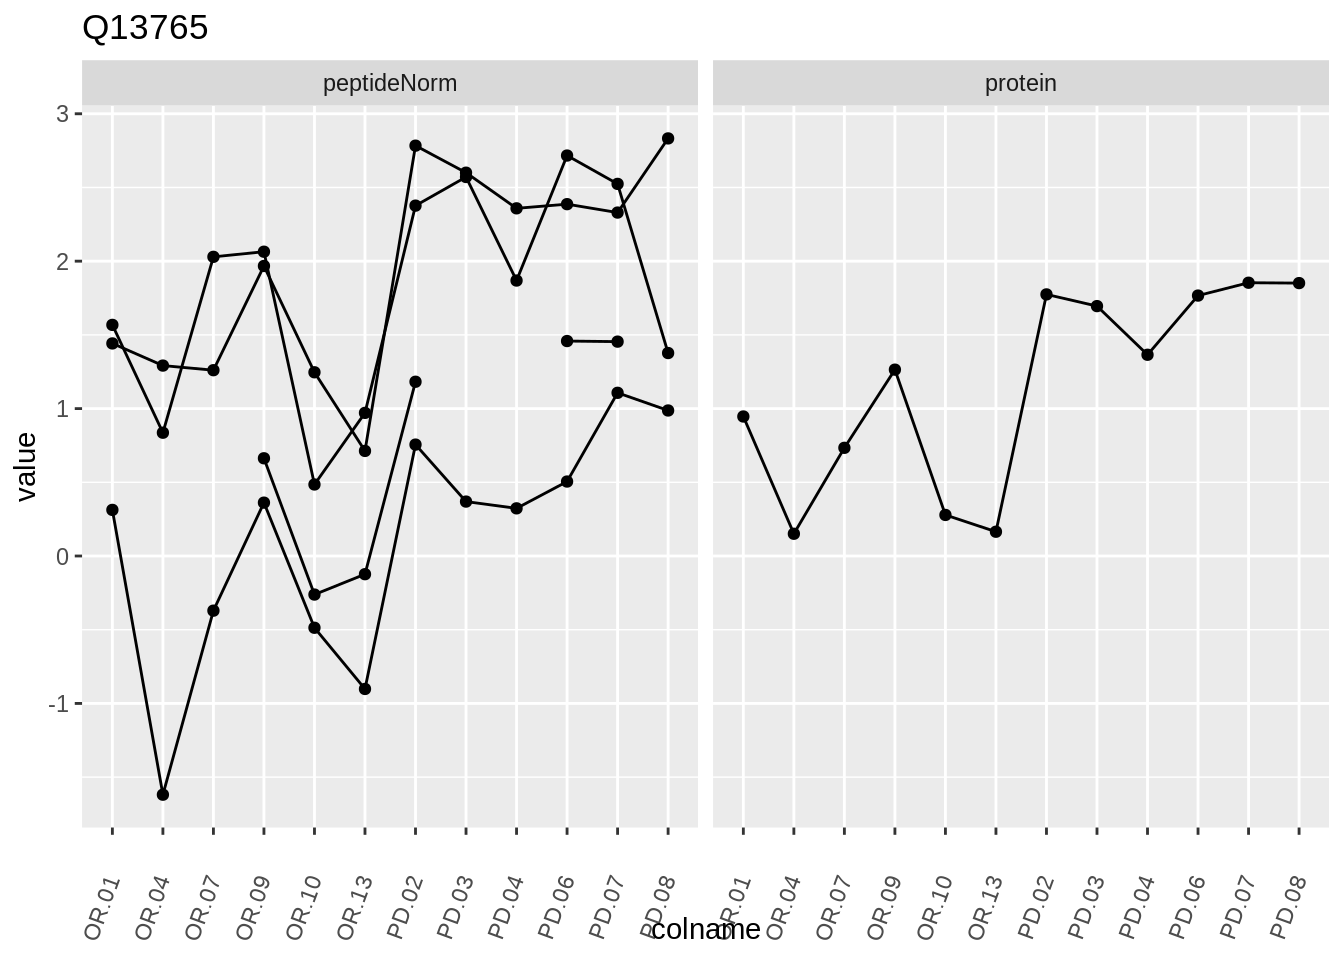 Q13765
peptideNorm
protein
value
3
2
1
0
-1
OR.01 OR.04 OR.07 OR.09 OR.10 OR.13 PD.02 PD.03 PD.04 PD.06 PD.07 PD.08
OR.01 OR.04 OR.07 OR.09 OR.10 OR.13 PD.02 PD.03 PD.04 PD.06 PD.07 PD.08
colname